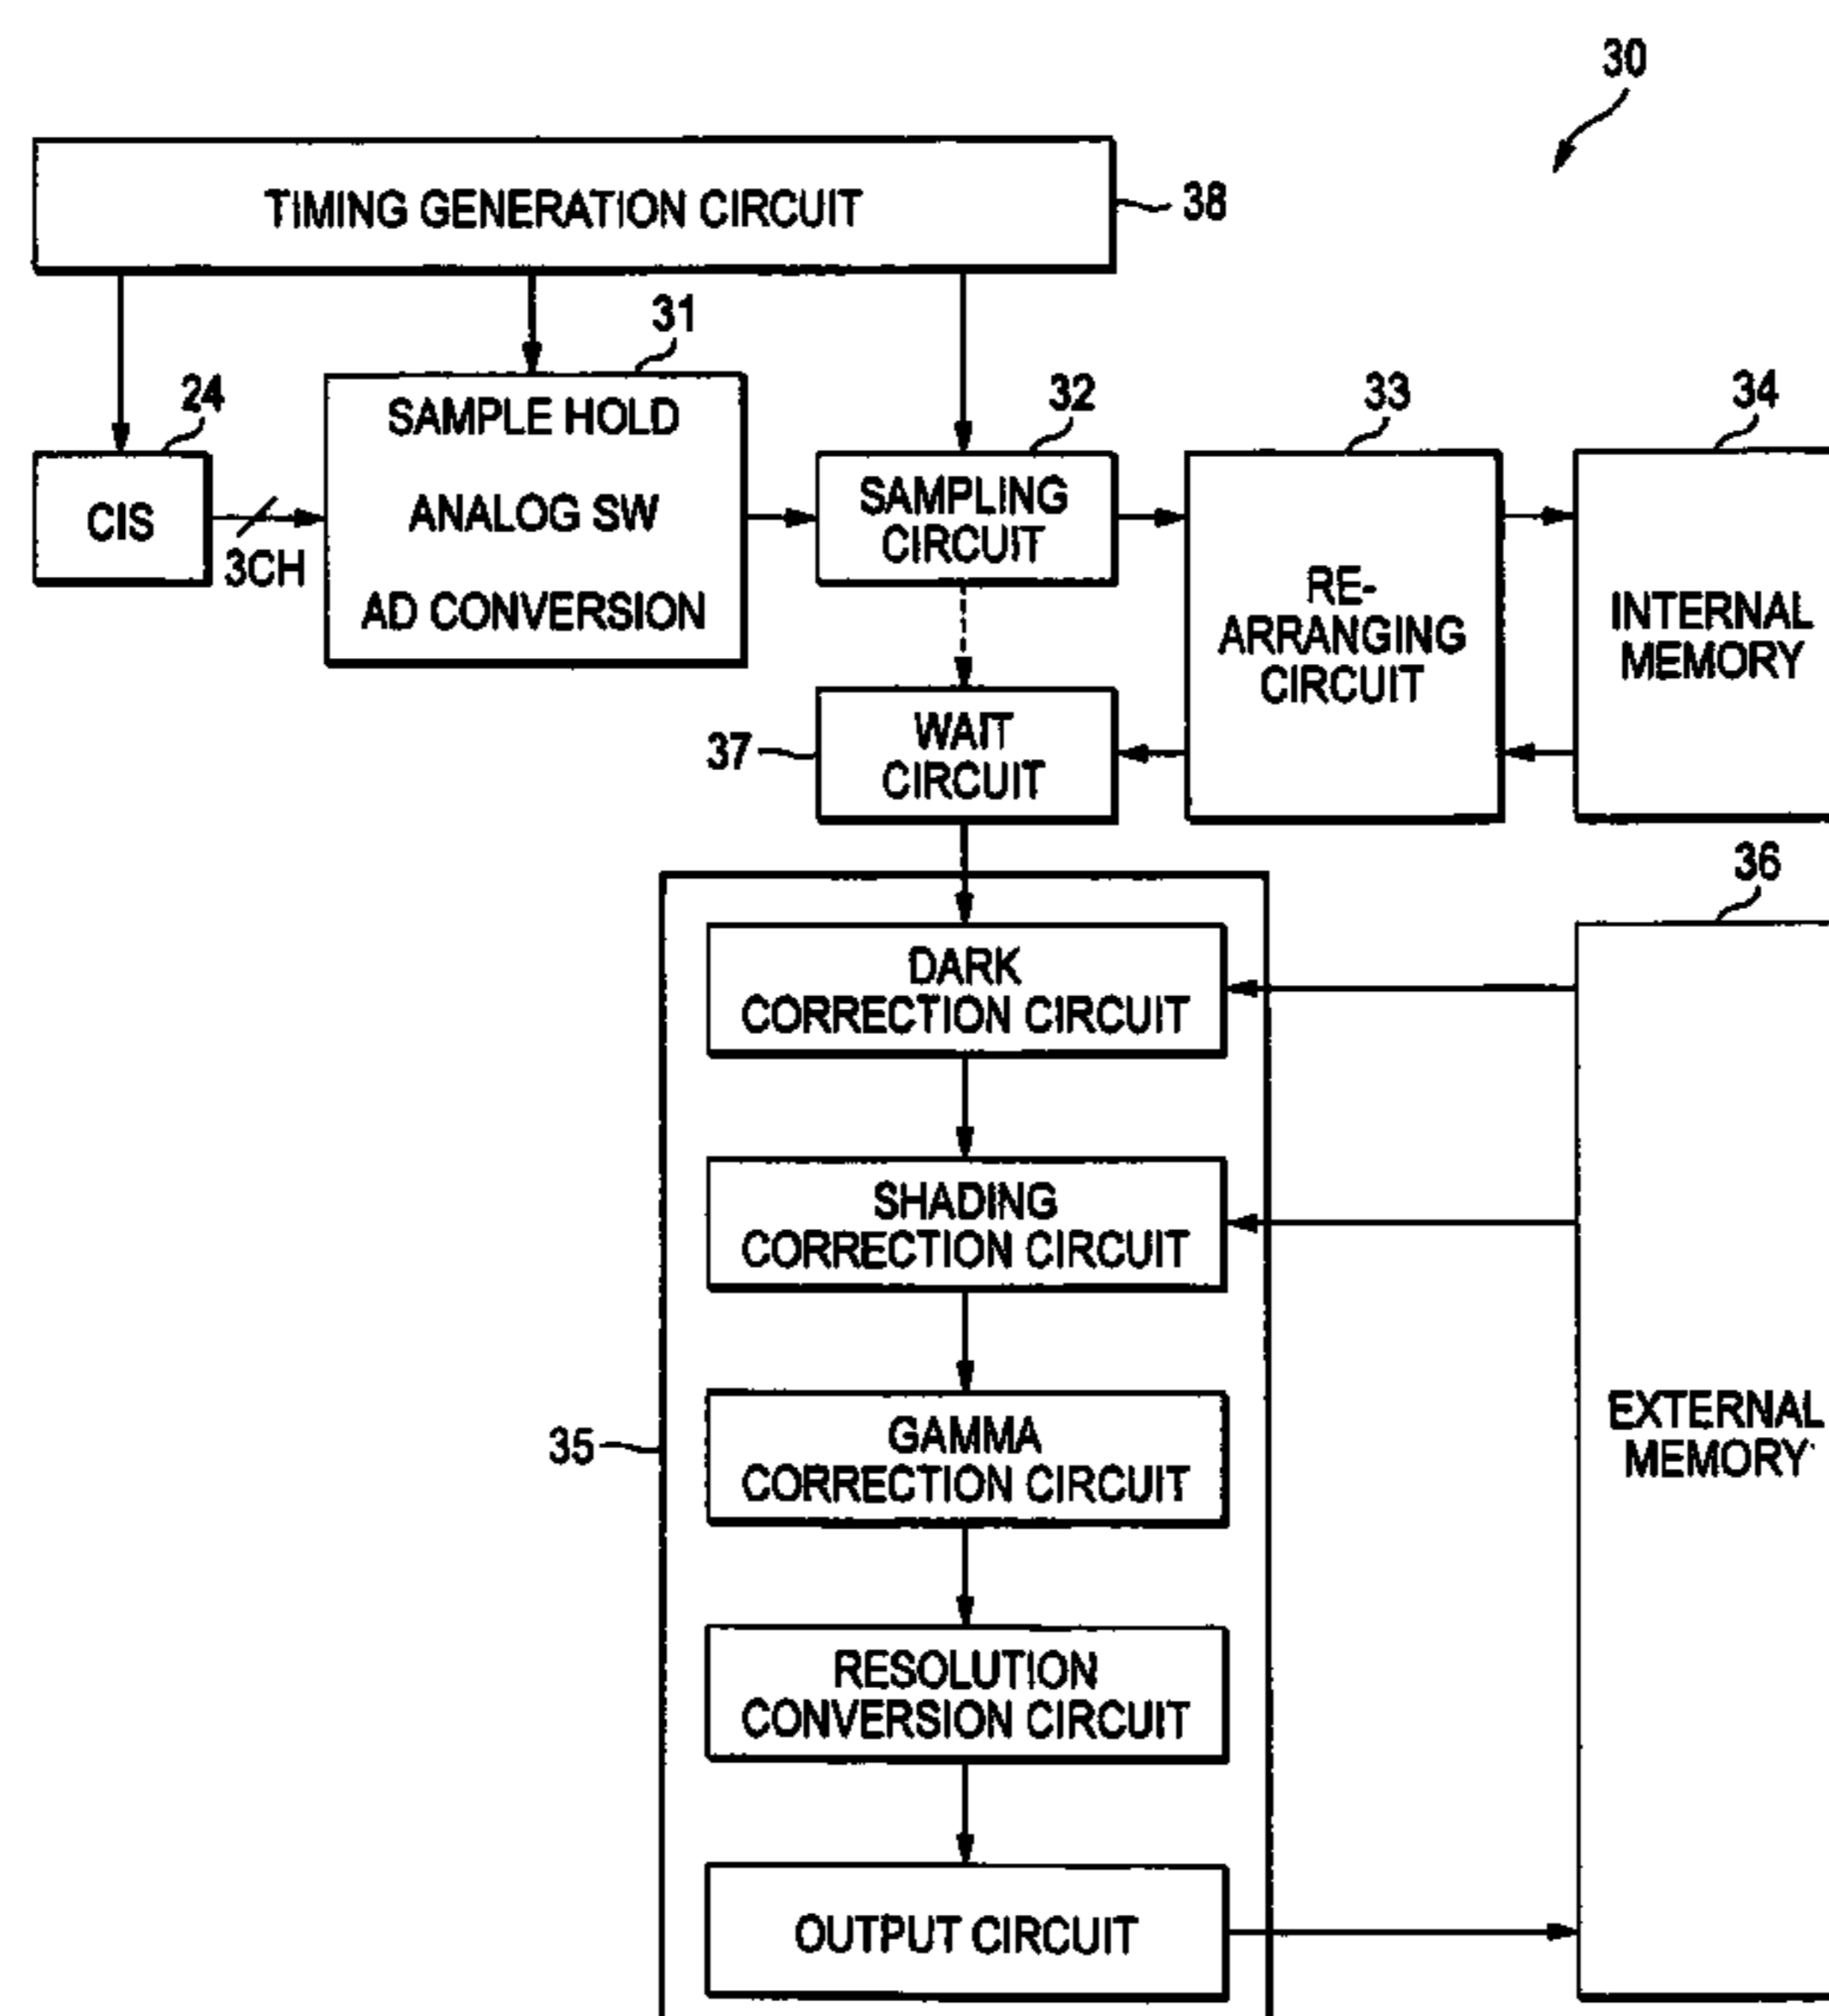 30
TIMING GENERATION CIRCUIT
38
31
24
32
33
34
CIS
3CH
SAMPLE HOLD
ANALOG SW
AD CONVERSION
SAMPLING
CIRCUIT
RE-
ARRANGING
CIRCUIT
INTERNAL
MEMORY
37
WAIT
CIRCUIT
36
DARK
CORRECTION CIRCUIT
SHADING
CORRECTION CIRCUIT
35
GAMMA
CORRECTION CIRCUIT
EXTERNAL
MEMORY
RESOLUTION
CONVERSION CIRCUIT
OUTPUT CIRCUIT